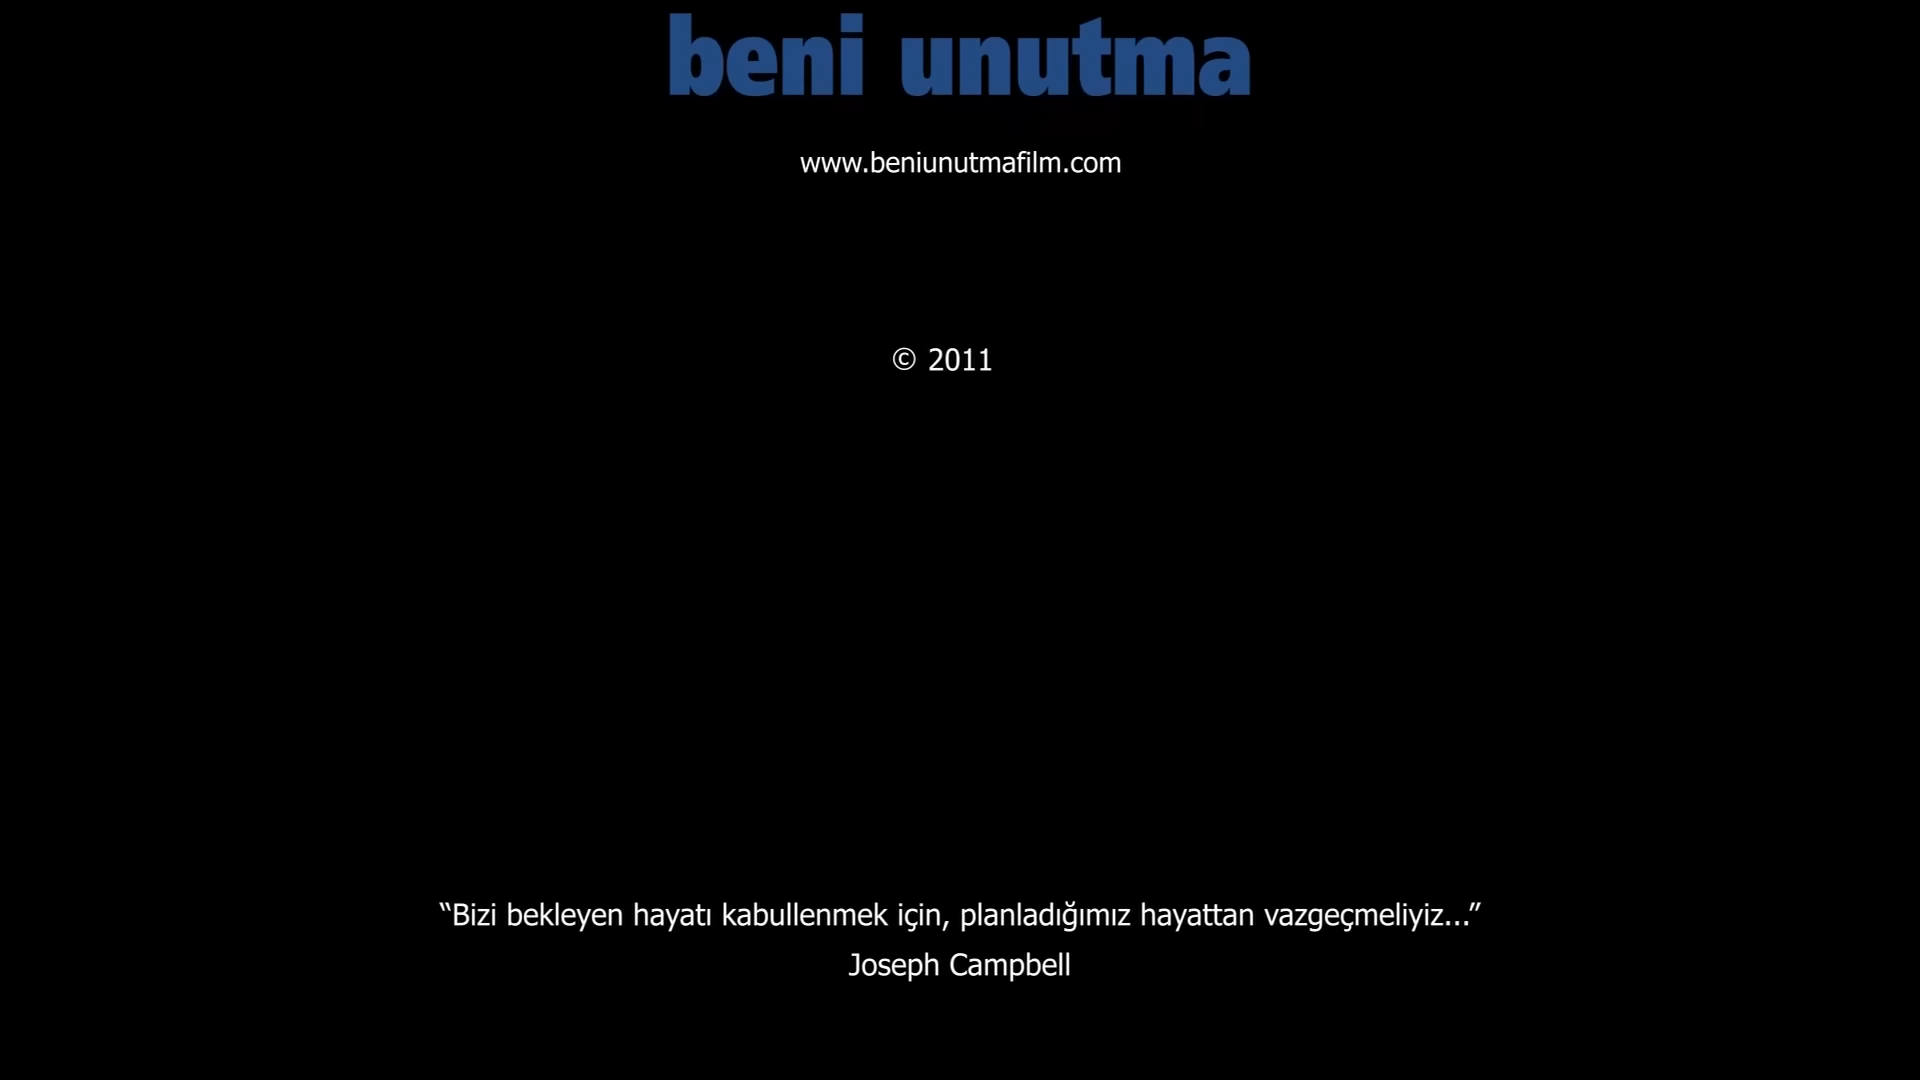 beni unutma
www.beniunutmafilm.com
© 2011
“Bizi bekleyen hayatı kabullenmek için, planladığımız hayattan vazgeçmeliyiz...”
Joseph Campbell